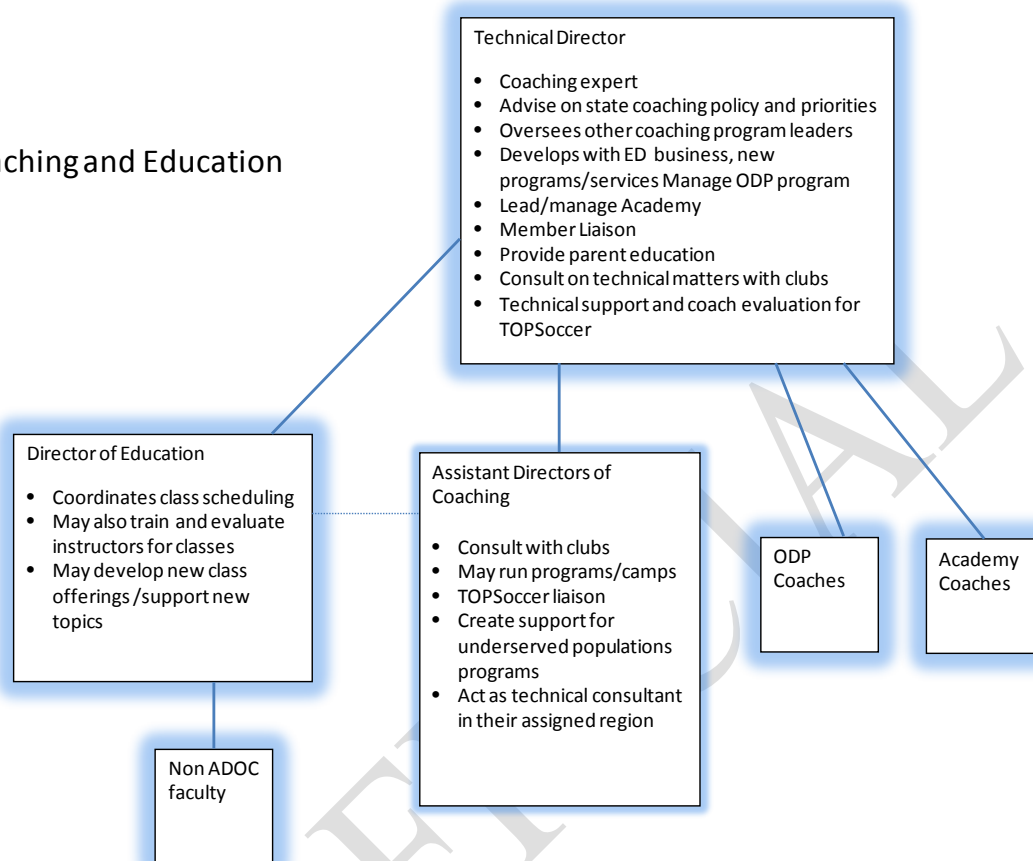 Technical Director
• Coaching expert
• Advise on state coaching policy and priorities
• Oversees other coaching program leaders
• Develops with ED business, new
programs/services Manage ODP program
• Lead/manage Academy
• Member Liaison
• Provide parent education
• Consult on technical matters with clubs
• Technical support and coach evaluation for
TOPSoccer
aching and Education
Director of Education
• Coordinates class scheduling
• May also train and evaluate
instructors for classes
• May develop new class
offerings/support new
topics
Assistant Directors of
Coaching
• Consult with clubs
• May run programs/camps
• TOPSoccer liaison
• Create support for
underserved populations
programs
• Act as technical consultant
in their assigned region
ODP
Coaches
Academy
Coaches
Non ADOC
faculty